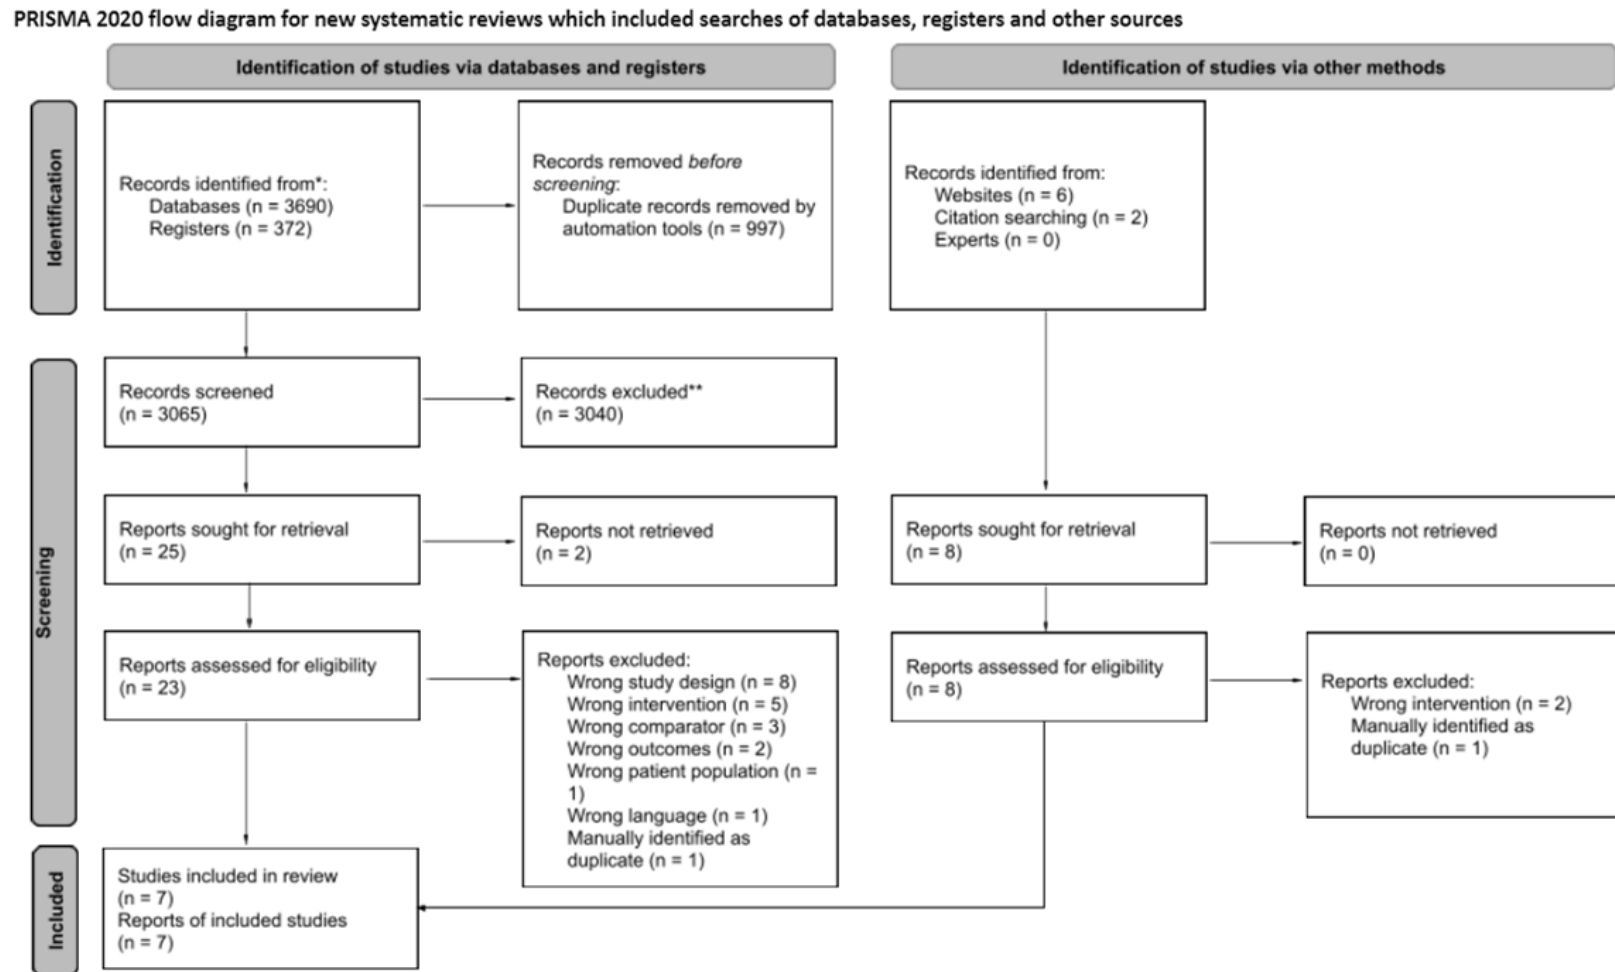 PRISMA 2020 flow diagram for new systematic reviews which included searches of databases, registers and other sources
Identification of studies via databases and registers
Identification of studies via other methods
Identification
Records identified from*:
Databases (n = 3690)
Registers (n = 372)
Records removed before
screening:
Duplicate records removed by
automation tools (n = 997)
Records identified from:
Websites (n = 6)
Citation searching (n = 2)
Experts (n = 0)
Screening
Records screened
(n = 3065)
Records excluded**
(n = 3040)
Reports sought for retrieval
(n = 25)
Reports not retrieved
(n = 2)
Reports sought for retrieval
(n = 8)
Reports not retrieved
(n = 0)
Reports assessed for eligibility
(n = 23)
Reports excluded:
Wrong study design (n = 8)
Wrong intervention (n = 5)
Wrong comparator (n = 3)
Wrong outcomes (n = 2)
Wrong patient population (n =
1)
Wrong language (n = 1)
Manually identified as
duplicate (n = 1)
Reports assessed for eligibility
(n = 8)
Reports excluded:
Wrong intervention (n = 2)
Manually identified as
duplicate (n = 1)
Included
Studies included in review
(n = 7)
Reports of included studies
(n = 7)